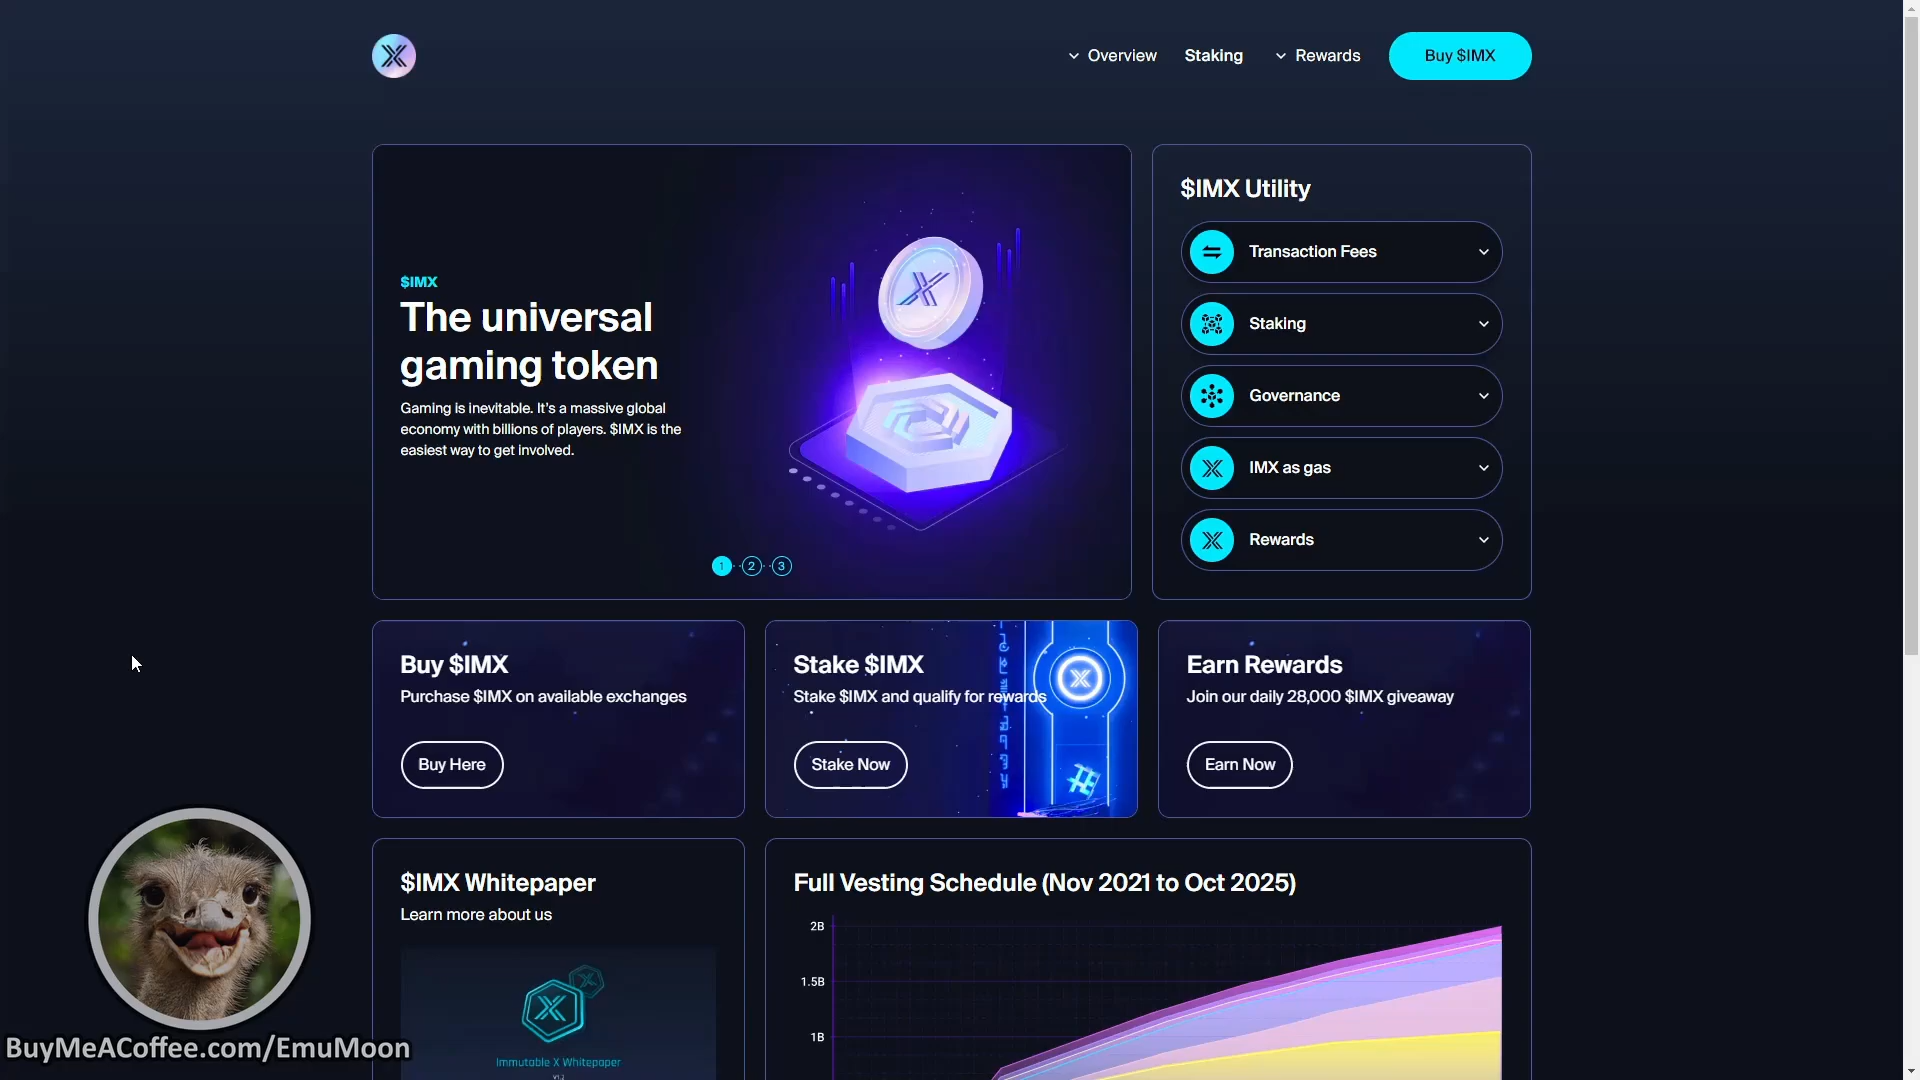 Overview
Staking
Rewards
Buy $IMX
$IMX
The universal
gaming token
Gaming is inevitable. It's a massive global
economy with billions of players. $IMX is the
easiest way to get involved.
1
2
3
$IMX Utility
Transaction Fees
Staking
Governance
IMX as gas
Rewards
Buy $IMX
Purchase $IMX on available exchanges
Buy Here
Stake $IMX
Stake $IMX and qualify for rewards
Stake Now
Earn Rewards
Join our daily 28,000 $IMX giveaway
Earn Now
$IMX Whitepaper
Learn more about us
Immutable X Whitepaper
Full Vesting Schedule (Nov 2021 to Oct 2025)
2B
1.5B
1B
BuyMeACoffee.com/EmuMoon